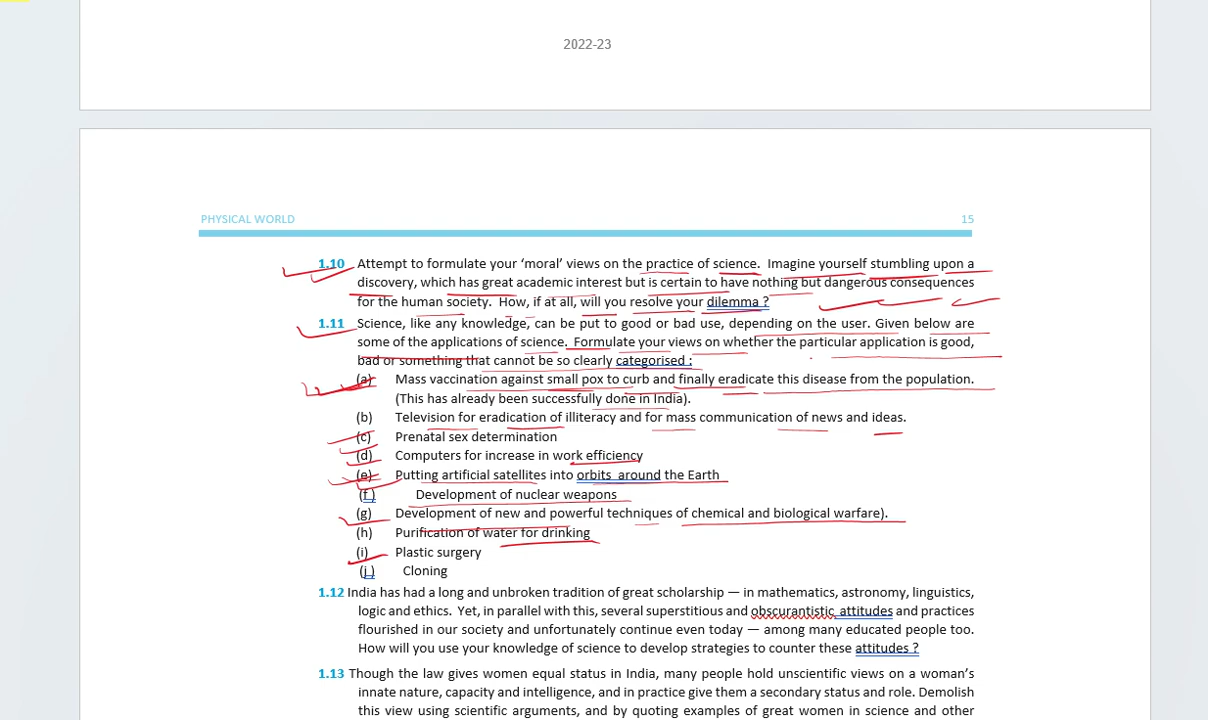 2022-23
PHYSICAL WORLD 15
1.10 Attempt to formulate your ‘moral’ views on the practice of science. Imagine yourself stumbling upon a
discovery, which has great academic interest but is certain to have nothing but dangerous consequences
for the human society. How, if at all, will you resolve your dilemma ?
1.11 Science, like any knowledge, can be put to good or bad use, depending on the user. Given below are
some of the applications of science. Formulate your views on whether the particular application is good,
bad or something that cannot be so clearly categorised :
(a) Mass vaccination against small pox to curb and finally eradicate this disease from the population.
(This has already been successfully done in India).
(b) Television for eradication of illiteracy and for mass communication of news and ideas.
(c) Prenatal sex determination
(d) Computers for increase in work efficiency
(e) Putting artificial satellites into orbits around the Earth
(f ) Development of nuclear weapons
(g) Development of new and powerful techniques of chemical and biological warfare).
(h) Purification of water for drinking
(i) Plastic surgery
(j ) Cloning
1.12 India has had a long and unbroken tradition of great scholarship — in mathematics, astronomy, linguistics,
logic and ethics. Yet, in parallel with this, several superstitious and obscurantistic attitudes and practices
flourished in our society and unfortunately continue even today — among many educated people too.
How will you use your knowledge of science to develop strategies to counter these attitudes ?
1.13 Though the law gives women equal status in India, many people hold unscientific views on a woman’s
innate nature, capacity and intelligence, and in practice give them a secondary status and role. Demolish
this view using scientific arguments, and by quoting examples of great women in science and other